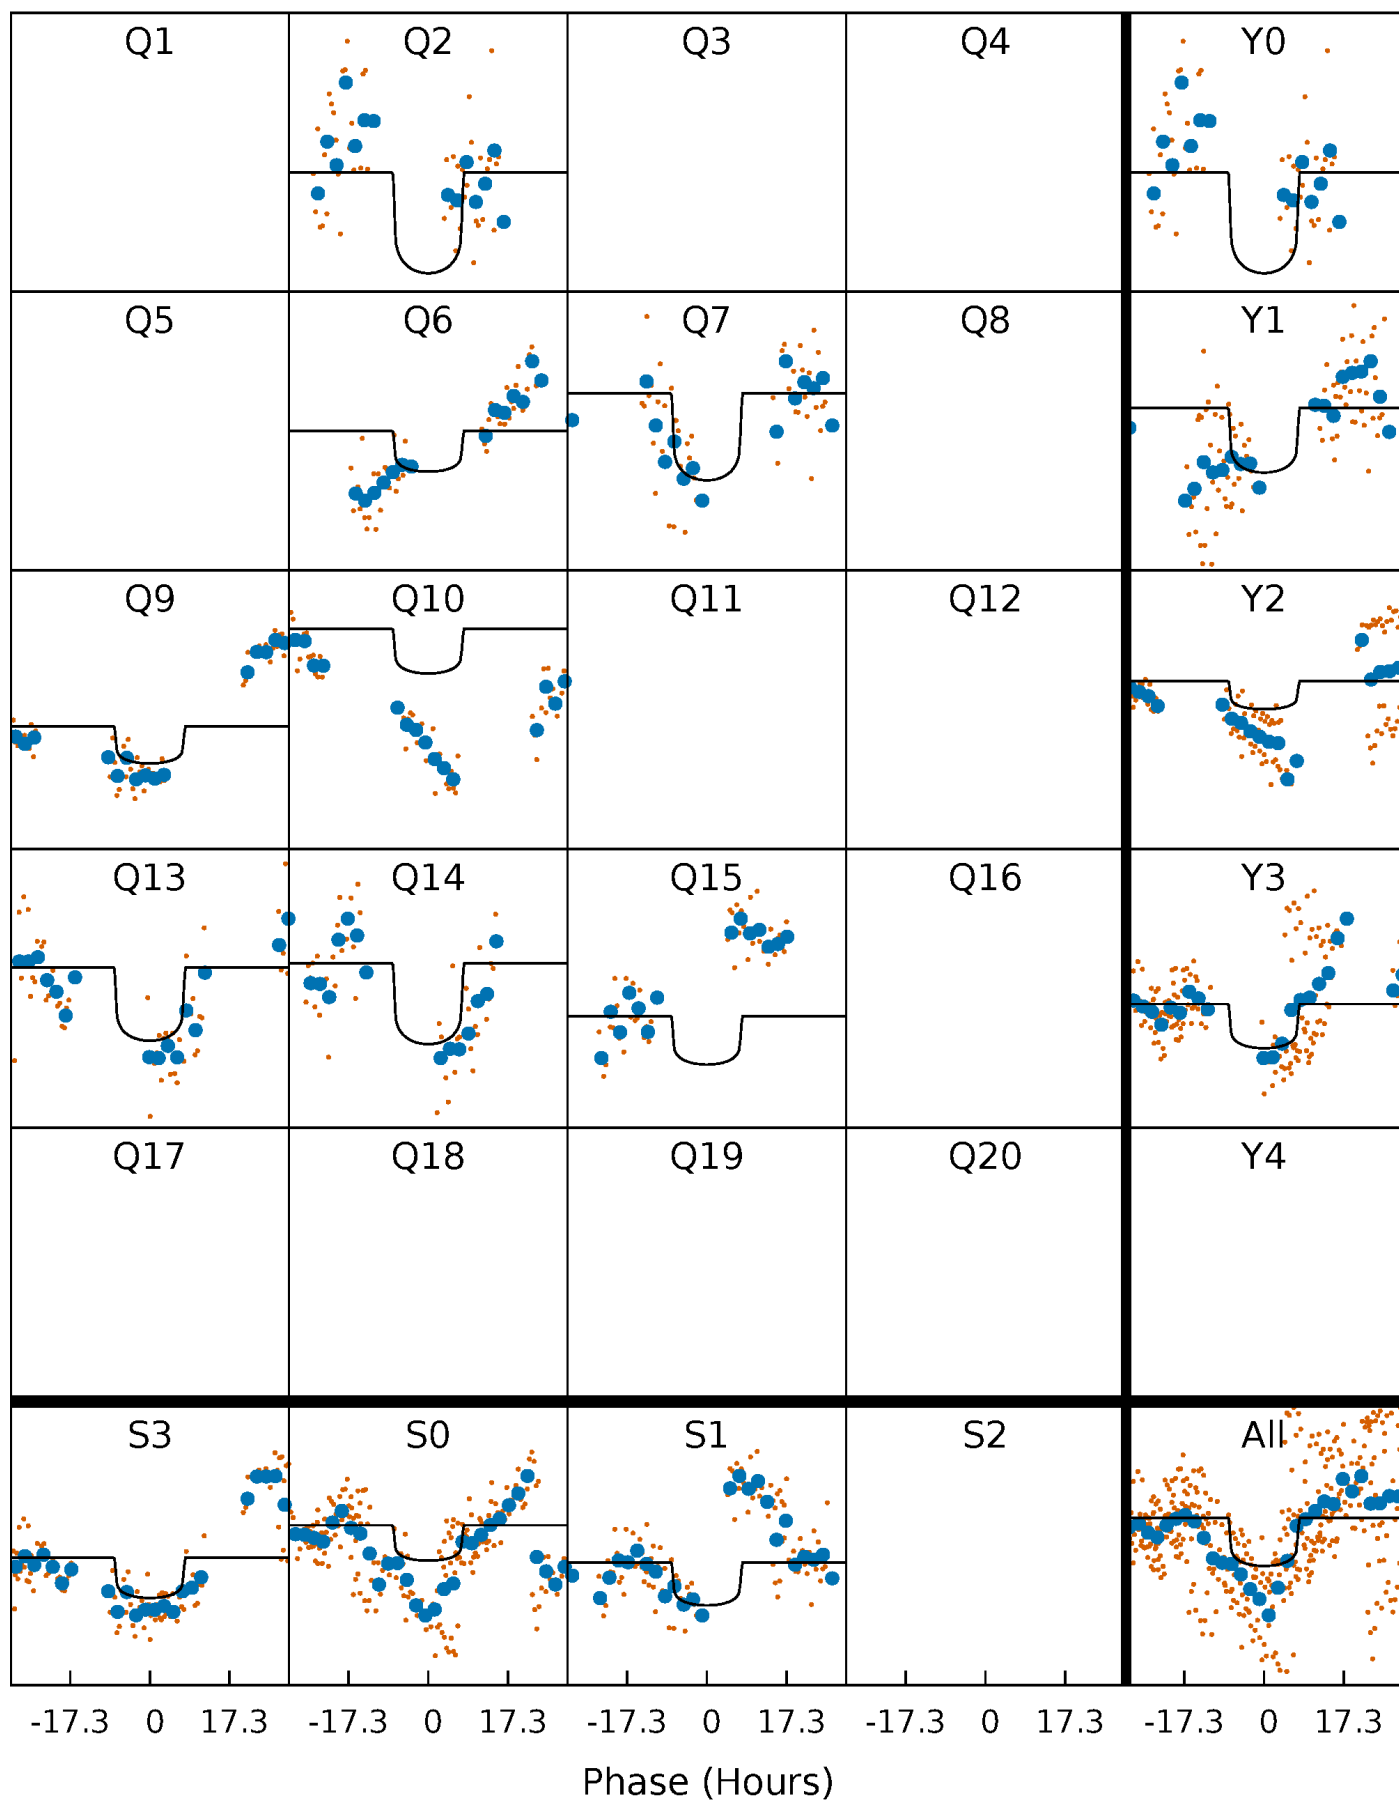 Q1 Q2 Q3 Q4 Y0
Q5 Q6 Q7 Q8 Y1
Q9 Q10 Q11 Q12 Y2
Q13 Q14 Q15 Q16 Y3
Q17 Q18 Q19 Q20 Y4
S3 S0 S1 S2 All
-17.3 0 17.3 -17.3 0 17.3 -17.3 0 17.3 -17.3 0 17.3 -17.3 0 17.3
Phase (Hours)